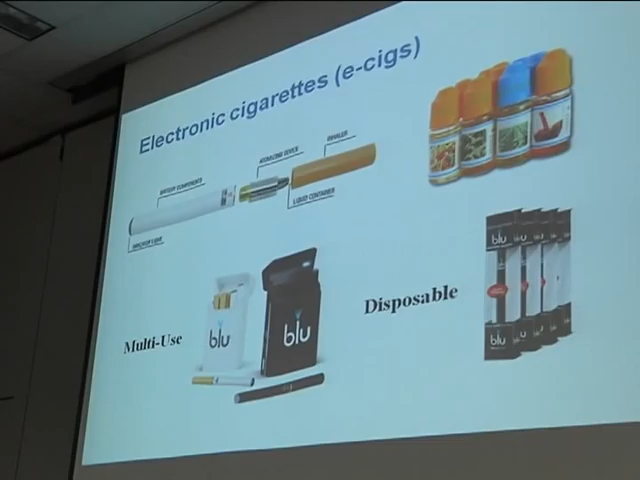 Electronic cigarettes (e-cigs)
INHALER
ATOMIZING DEVICE
BATTERY COMPONENTS
LIQUID CONTAINER
INDICATOR LIGHT
blu
blu
Disposable
Multi-Use
blu
blu